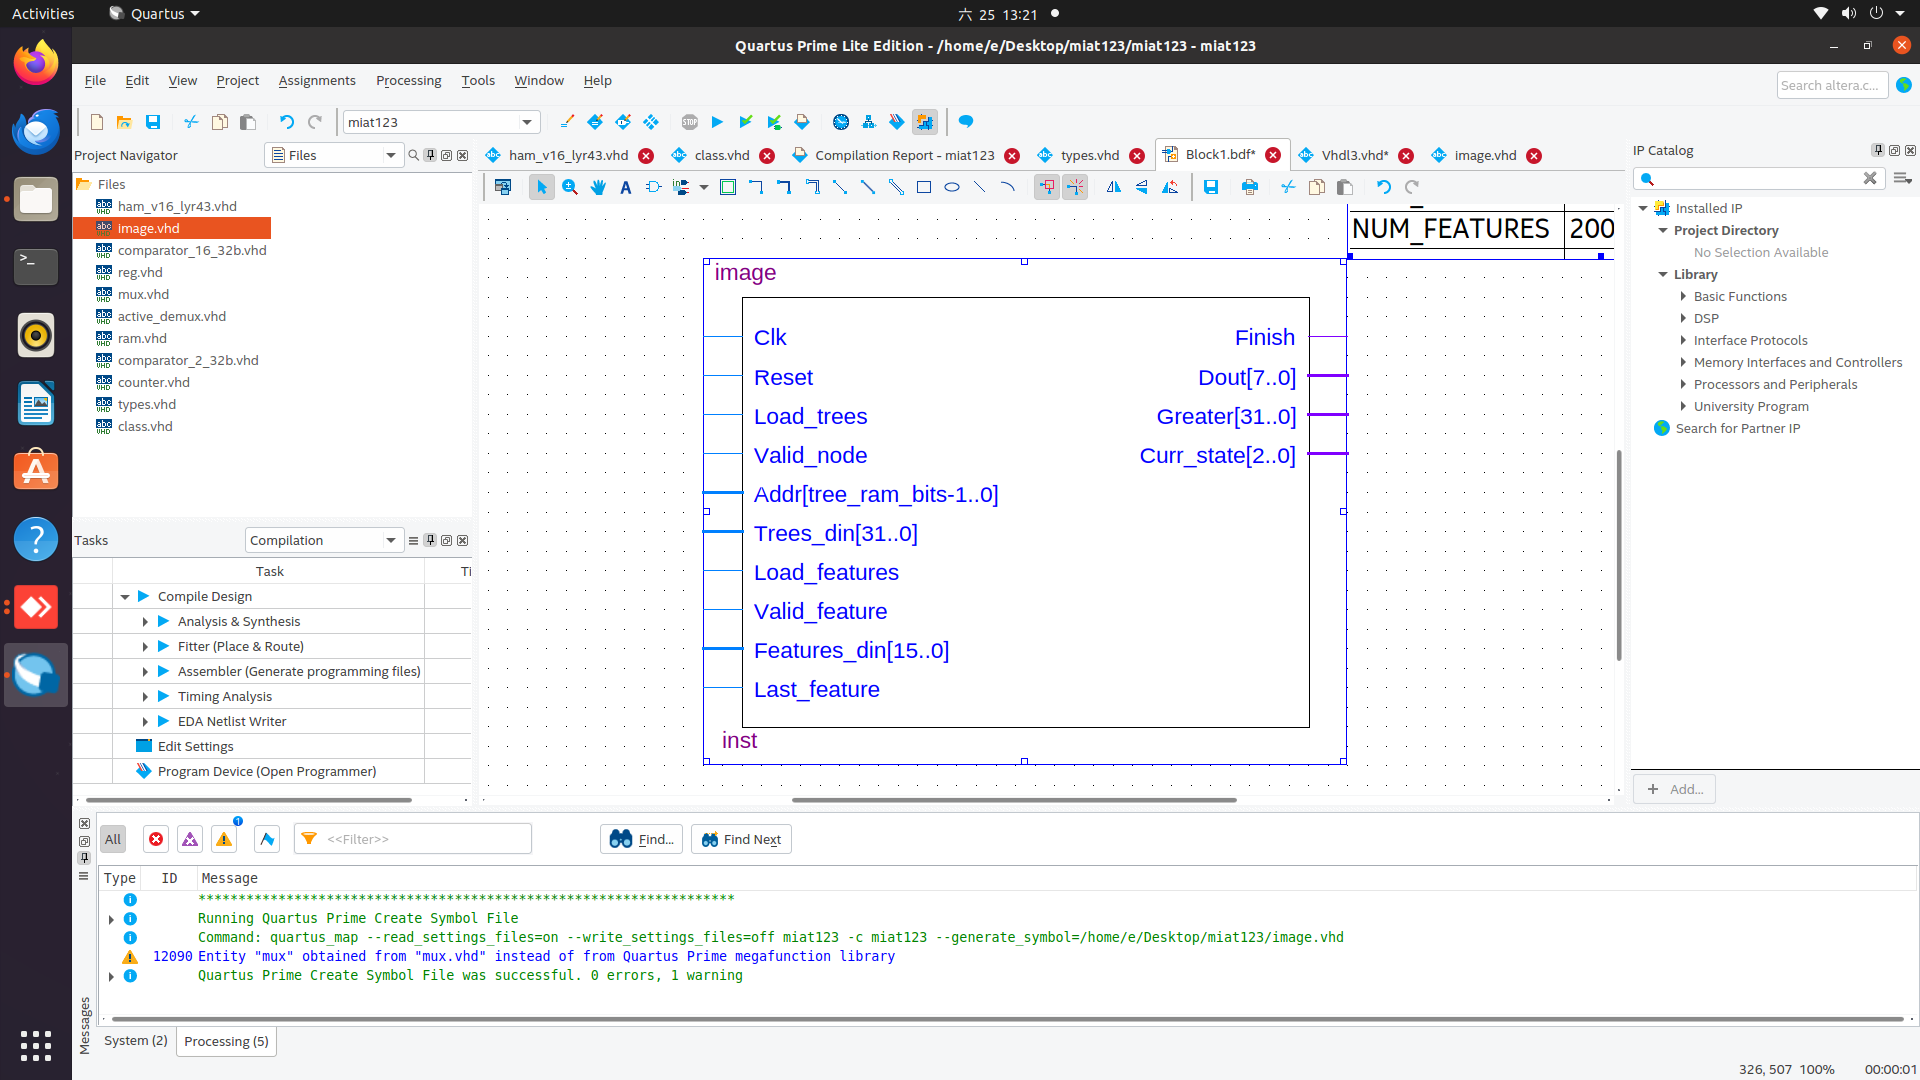 Activities
Quartus
六 25 13:21
Quartus Prime Lite Edition - /home/e/Desktop/miat123/miat123 - miat123
File Edit View Project Assignments Processing Tools Window Help
Search altera.c...
miat123
STOP
Project Navigator
Files
ham_v16_lyr43.vhd
class.vhd
Compilation Report - miat123
types.vhd
Block1.bdf*
Vhdl3.vhd*
image.vhd
IP Catalog
Files
ham_v16_lyr43.vhd
image.vhd
comparator_16_32b.vhd
reg.vhd
mux.vhd
active_demux.vhd
ram.vhd
comparator_2_32b.vhd
counter.vhd
types.vhd
class.vhd
NUM_FEATURES 200
image
Clk
Reset
Load_trees
Valid_node
Addr[tree_ram_bits-1..0]
Trees_din[31..0]
Load_features
Valid_feature
Features_din[15..0]
Last_feature
Finish
Dout[7..0]
Greater[31..0]
Curr_state[2..0]
inst
Installed IP
Project Directory
No Selection Available
Library
Basic Functions
DSP
Interface Protocols
Memory Interfaces and Controllers
Processors and Peripherals
University Program
Search for Partner IP
+ Add...
Tasks
Compilation
Task
Ti
Compile Design
Analysis & Synthesis
Fitter (Place & Route)
Assembler (Generate programming files)
Timing Analysis
EDA Netlist Writer
Edit Settings
Program Device (Open Programmer)
All
1
<<Filter>>
Find...
Find Next
Type ID Message
*******************************************************************
Running Quartus Prime Create Symbol File
Command: quartus_map --read_settings_files=on --write_settings_files=off miat123 -c miat123 --generate_symbol=/home/e/Desktop/miat123/image.vhd
12090 Entity "mux" obtained from "mux.vhd" instead of from Quartus Prime megafunction library
Quartus Prime Create Symbol File was successful. 0 errors, 1 warning
Messages
System (2)
Processing (5)
326, 507 100% 00:00:01